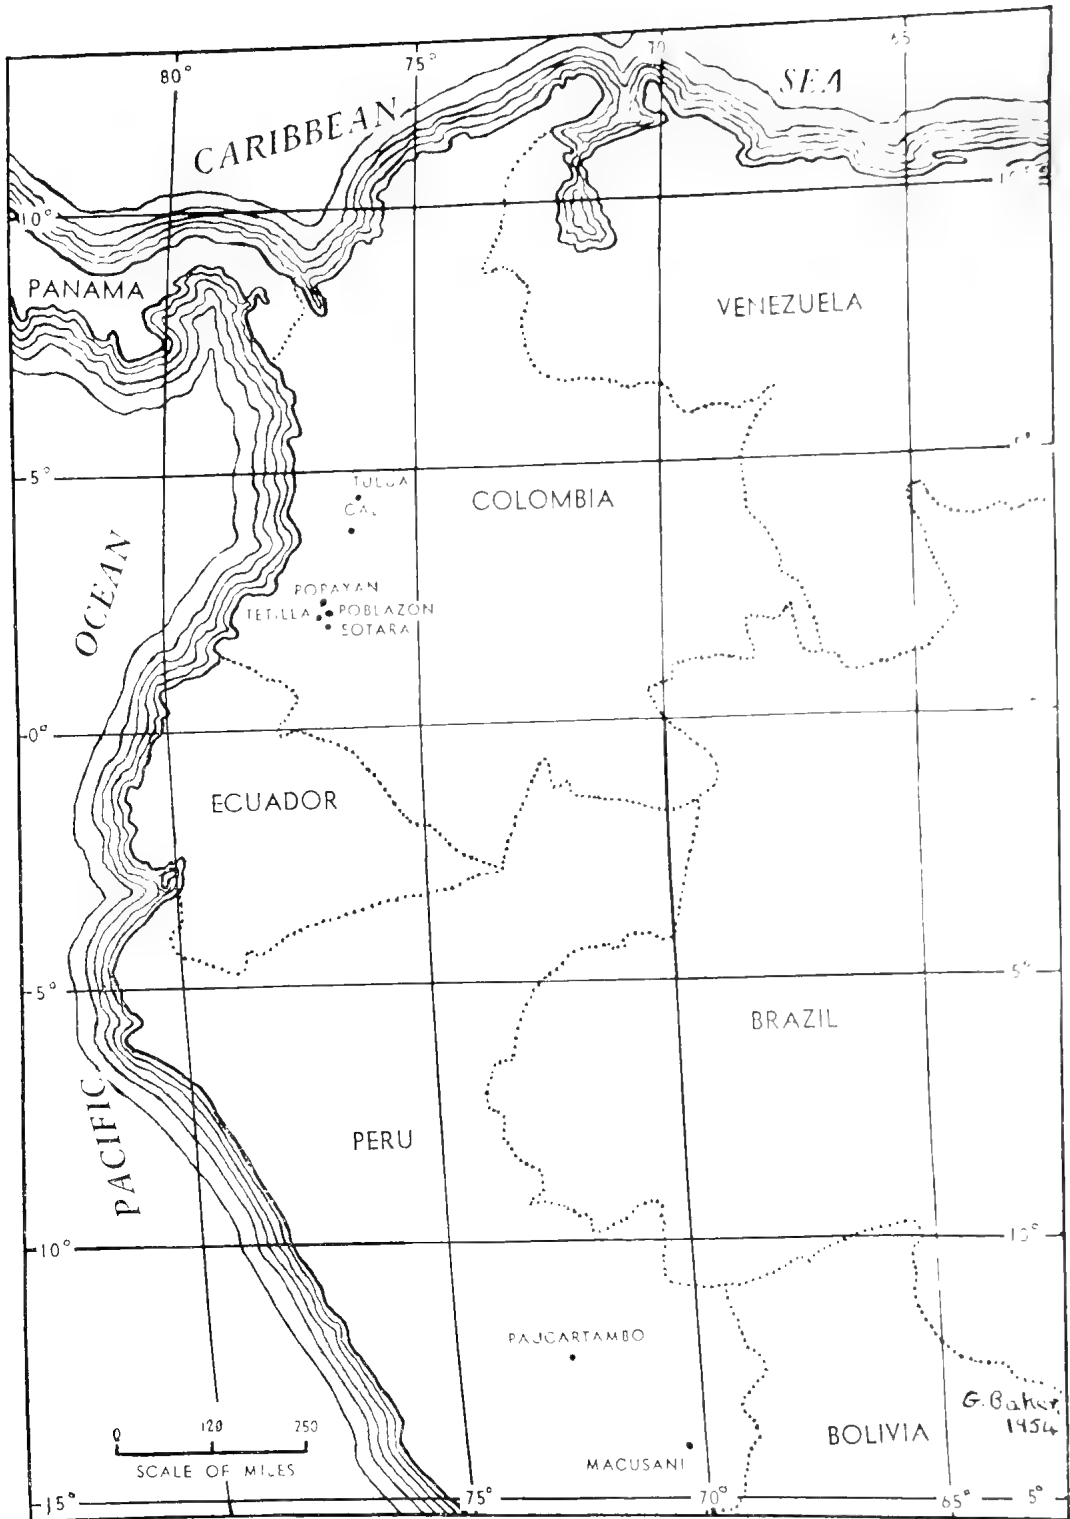 80°
75°
70
65
CARIBBEAN
SEA
10°
PANAMA
VENEZUELA
5°
TULUA
COLOMBIA
OCEAN
POPAYAN
TETILLA
POBLAZON
SOTARA
0°
ECUADOR
5°
5°
BRAZIL
PACIFIC
PERU
10°
10°
PAUCARTAMBO
G. Baker
1954
0 120 250
SCALE OF MILES
BOLIVIA
MACUSANI
15°
75°
70°
65°
5°